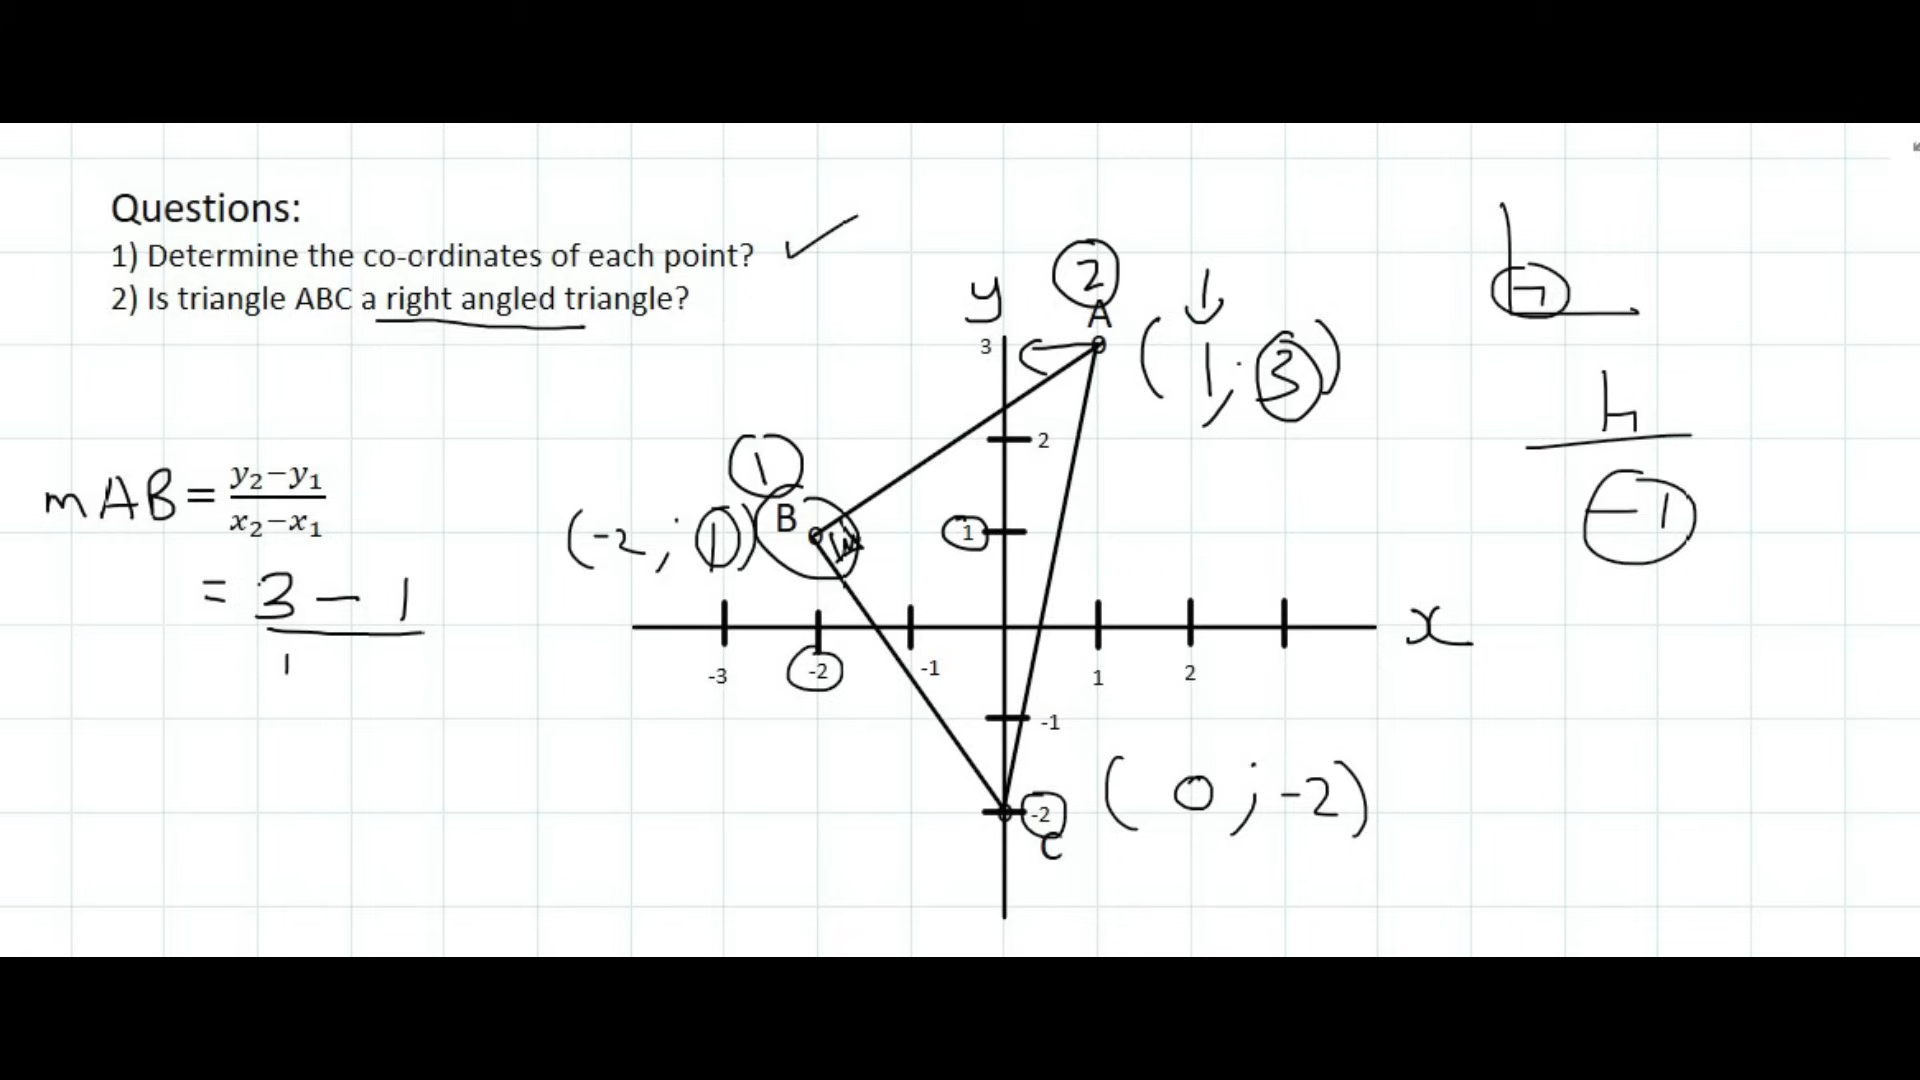 Questions:
1) Determine the co-ordinates of each point?
2) Is triangle ABC a right angled triangle?
y
2
A
3
(1;3)
2
1
B
(-2;1)
1
mAB = y₂-y₁
x₂-x₁
= 3 - 1
1
-1
x
-3
-2
-1
1
2
-1
-2
C
(0;-2)